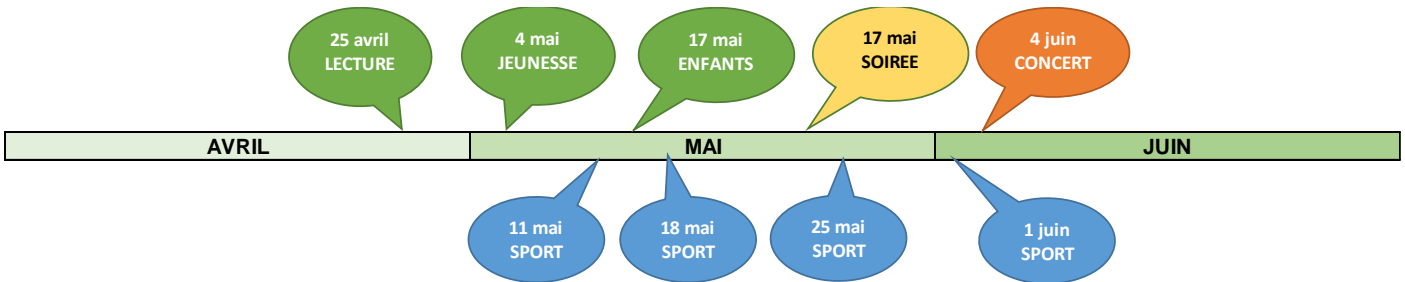 25 avril
LECTURE
4 mai
JEUNESSE
17 mai
ENFANTS
17 mai
SOIREE
4 juin
CONCERT
AVRIL
MAI
JUIN
11 mai
SPORT
18 mai
SPORT
25 mai
SPORT
1 juin
SPORT